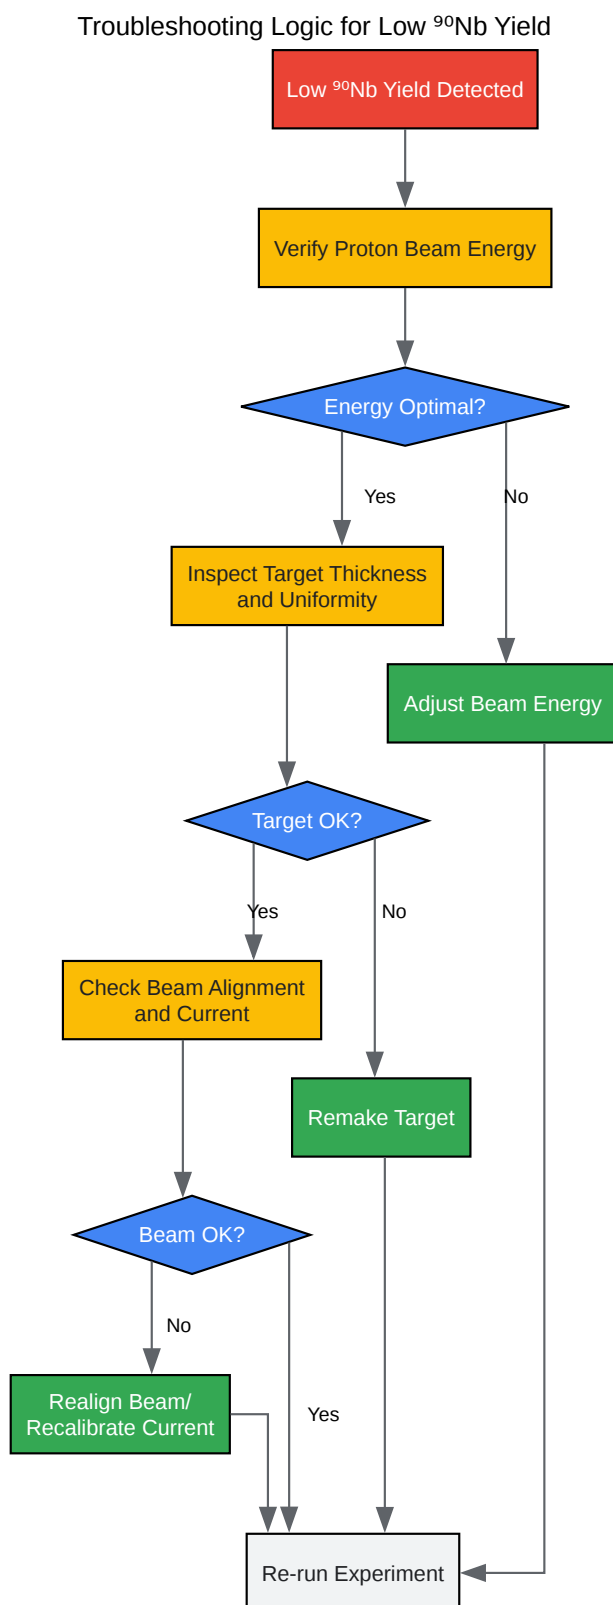 Troubleshooting Logic for Low ⁹⁰Nb Yield
Low ⁹⁰Nb Yield Detected
Verify Proton Beam Energy
Energy Optimal?
Yes
No
Inspect Target Thickness
and Uniformity
Adjust Beam Energy
Target OK?
Yes
No
Check Beam Alignment
and Current
Remake Target
Beam OK?
No
Realign Beam/
Recalibrate Current
Yes
Re-run Experiment